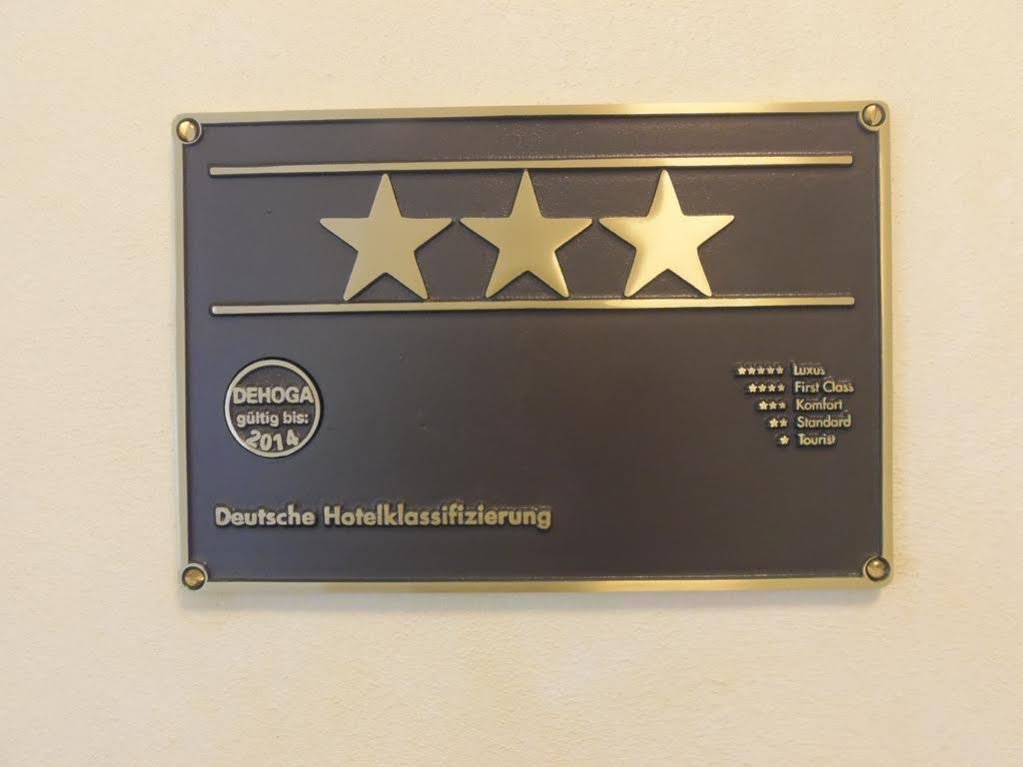 DEHOGA
gültig bis:
2014
★★★★★ Luxus
★★★★ First Class
★★★ Komfort
★★ Standard
★ Tourist
Deutsche Hotelklassifizierung